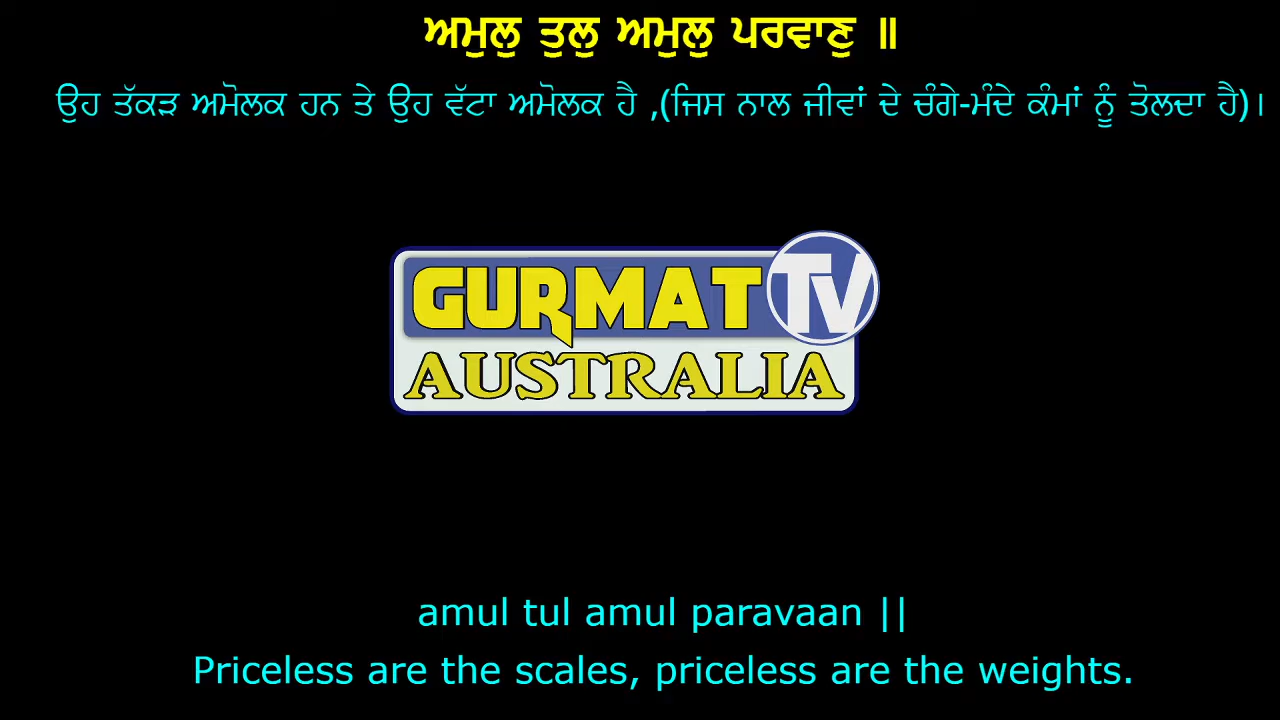 ਅਮੁਲੁ ਤੁਲੁ ਅਮੁਲੁ ਪਰਵਾਣੁ ॥
ਉਹ ਤੱਕੜ ਅਮੋਲਕ ਹਨ ਤੇ ਉਹ ਵੱਟਾ ਅਮੋਲਕ ਹੈ ,(ਜਿਸ ਨਾਲ ਜੀਵਾਂ ਦੇ ਚੰਗੇ-ਮੰਦੇ ਕੰਮਾਂ ਨੂੰ ਤੋਲਦਾ ਹੈ)।
GURMAT TV
AUSTRALIA
amul tul amul paravaan ||
Priceless are the scales, priceless are the weights.